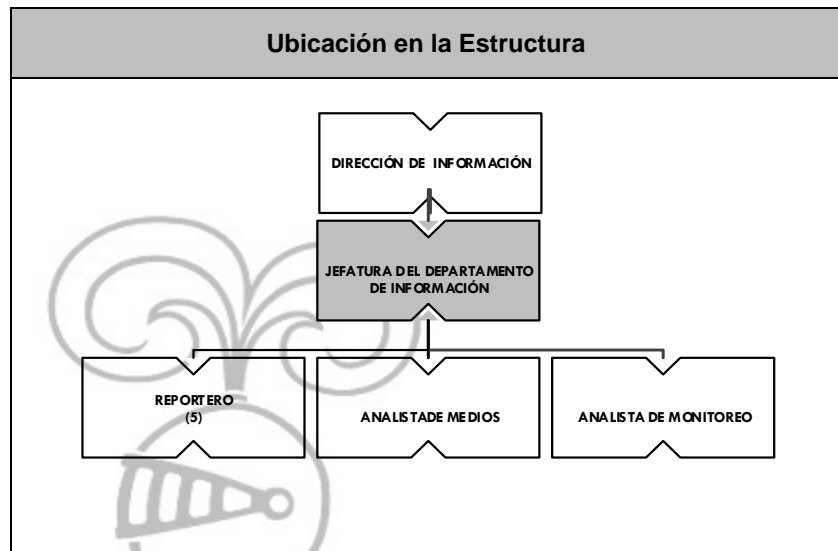 Ubicación en la Estructura
DIRECCIÓN DE INFORMACIÓN
JEFATURA DEL DEPARTAMENTO
DE INFORMACIÓN
REPORTERO
(5)
ANALISTADE MEDIOS
ANALISTA DE MONITOREO